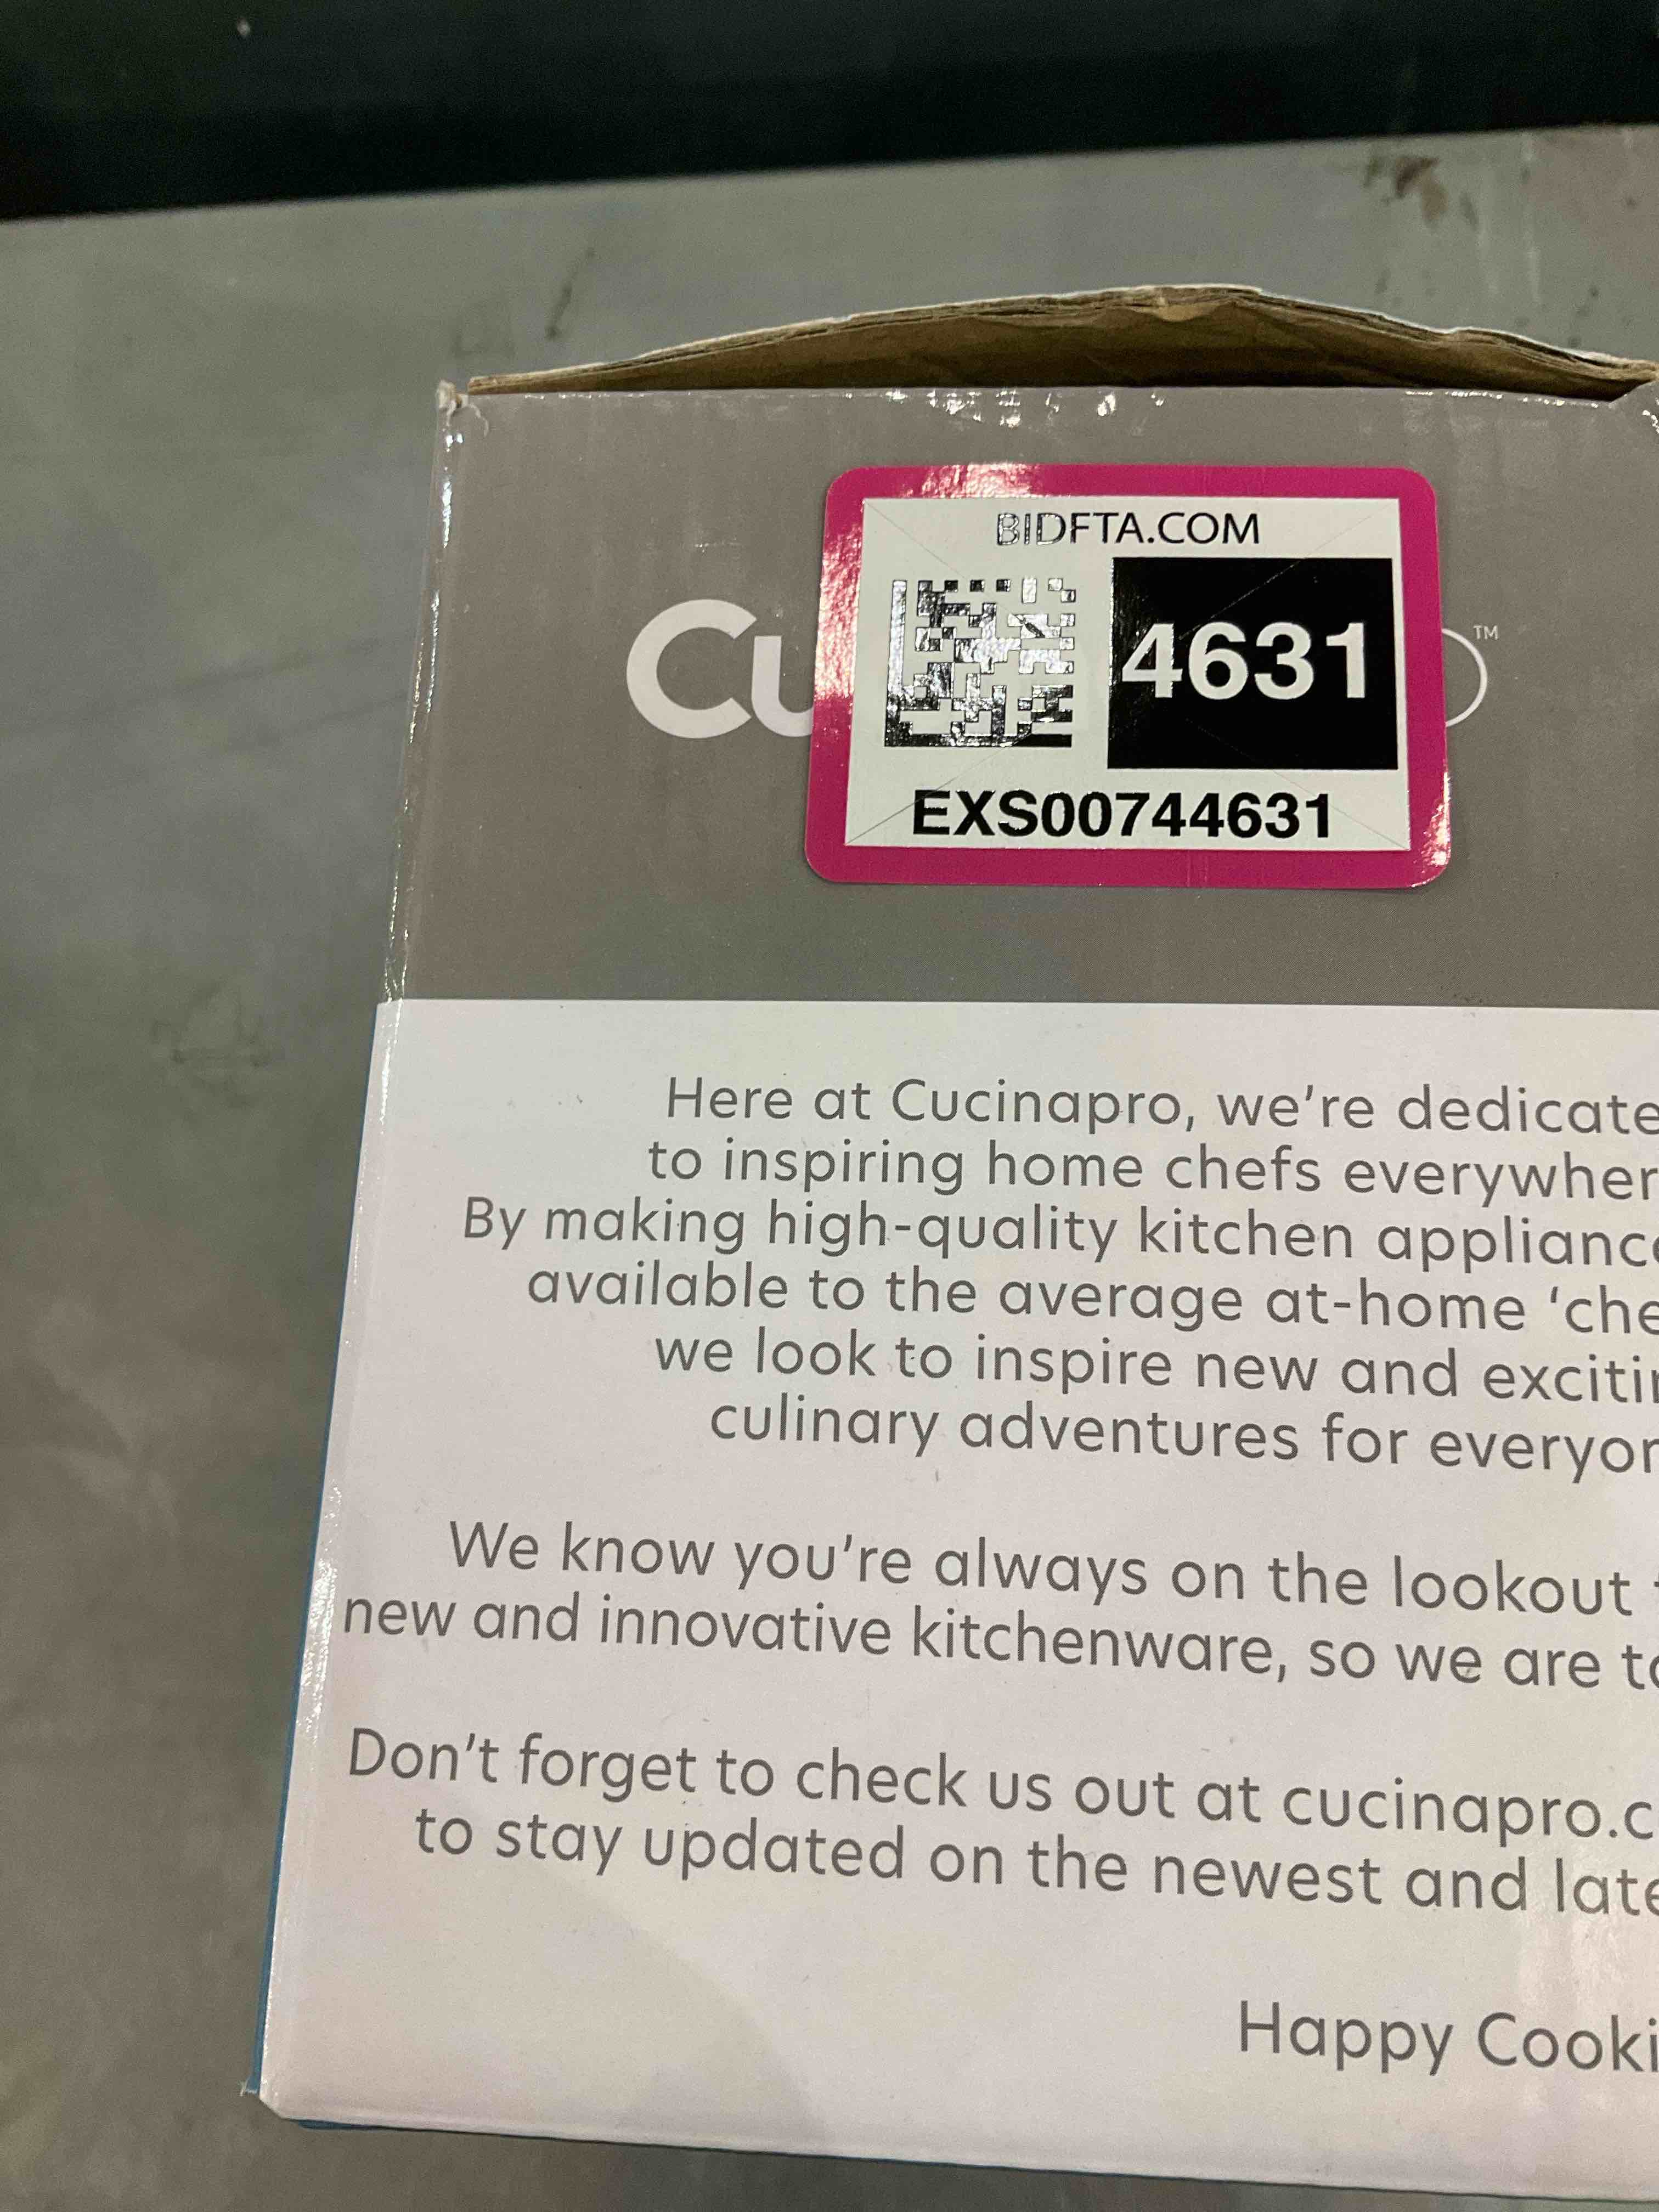 BIDFTA.COM
4631
EXS00744631
Cu
TM
Here at Cucinapro, we're dedicate
to inspiring home chefs everywher
By making high-quality kitchen applianc
available to the average at-home ‘che
we look to inspire new and exciti
culinary adventures for everyon
We know you're always on the lookout
new and innovative kitchenware, so we are to
Don't forget to check us out at cucinapro.c
to stay updated on the newest and late
Happy Cooki